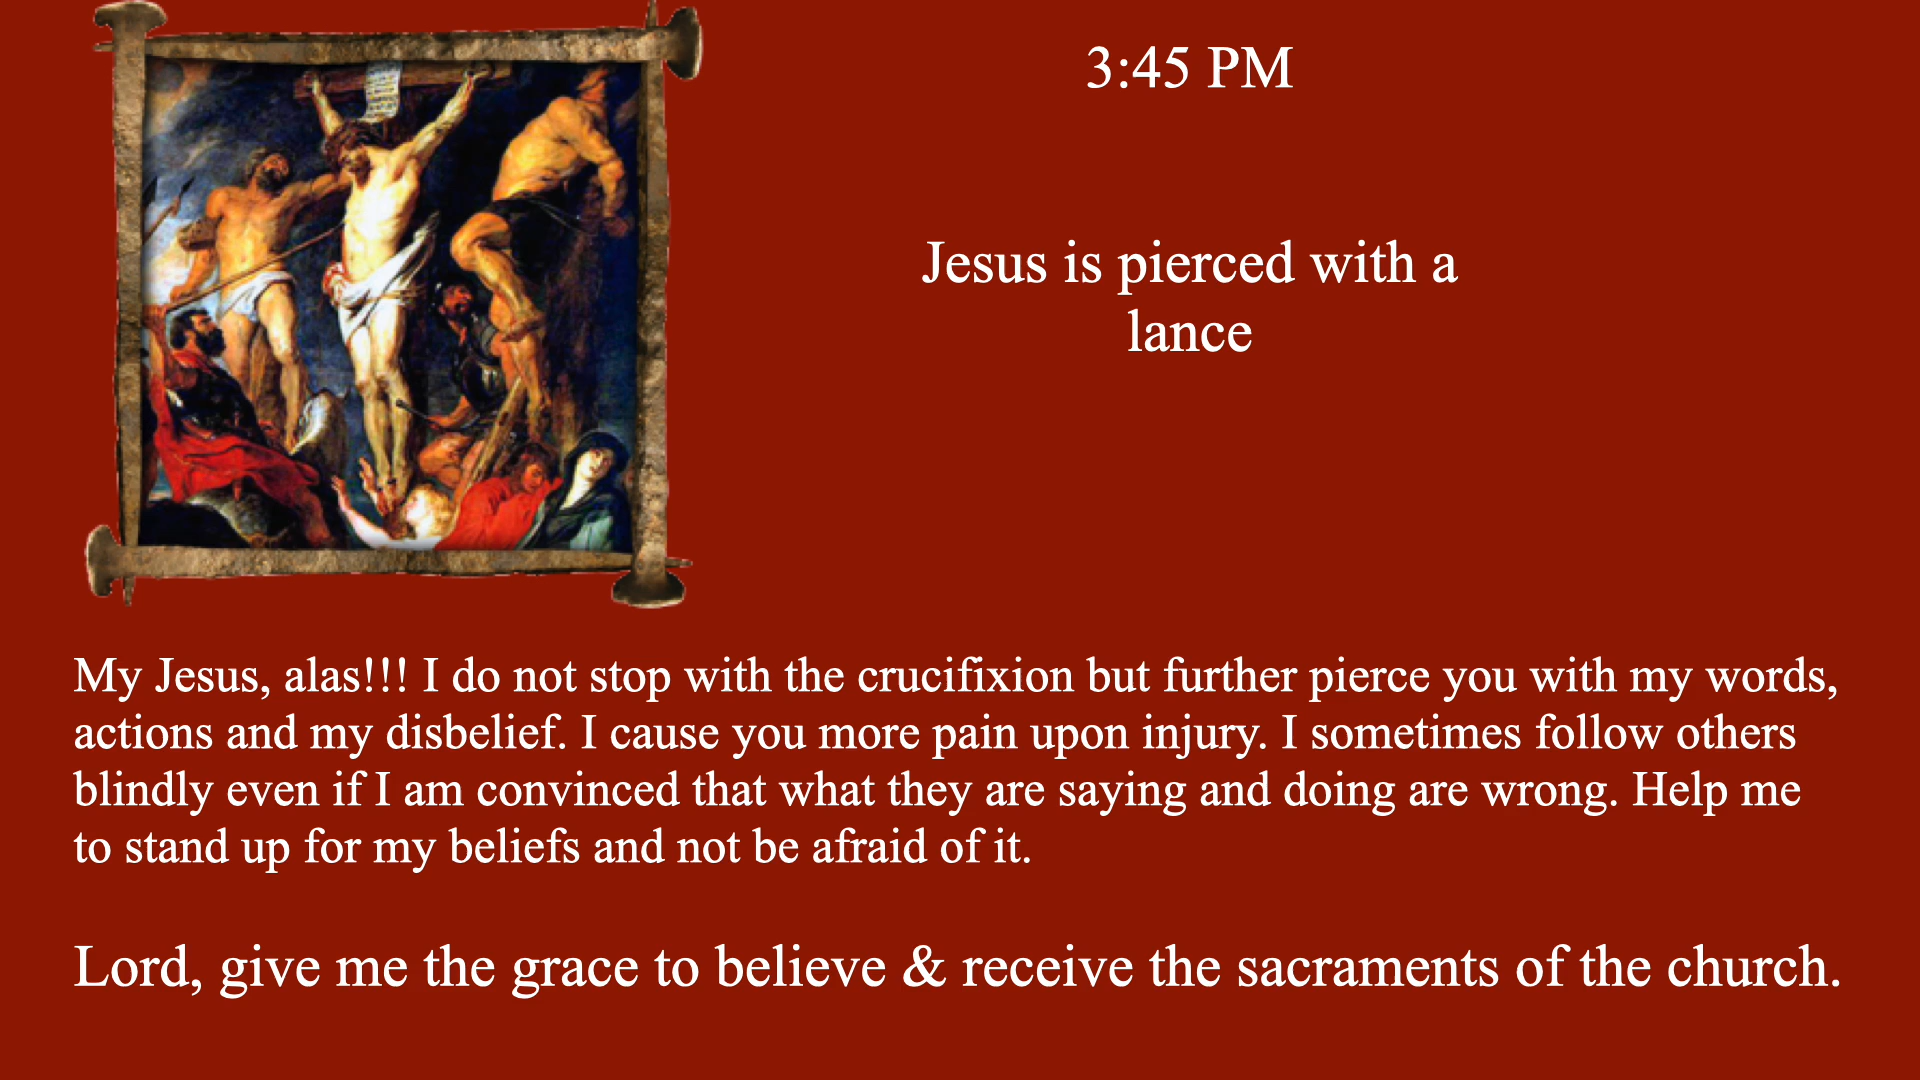 3:45 PM
Jesus is pierced with a
lance
My Jesus, alas!!! I do not stop with the crucifixion but further pierce you with my words,
actions and my disbelief. I cause you more pain upon injury. I sometimes follow others
blindly even if I am convinced that what they are saying and doing are wrong. Help me
to stand up for my beliefs and not be afraid of it.
Lord, give me the grace to believe & receive the sacraments of the church.